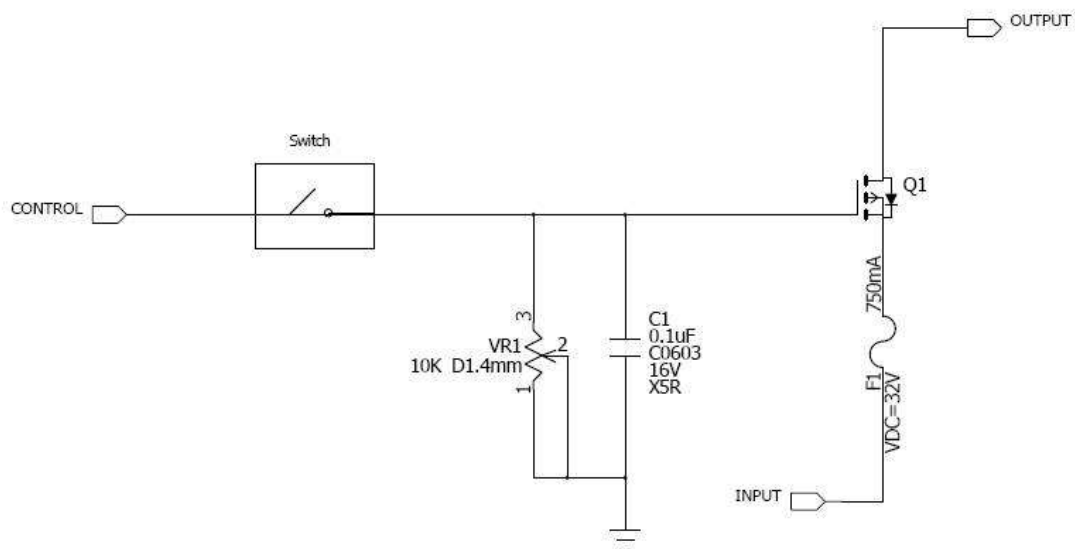 OUTPUT
Switch
Q1
CONTROL
750mA
3
C1
0.1uF
VR1 2
C0603
10K D1.4mm
16V
X5R
1
F1
VDC=32V
INPUT